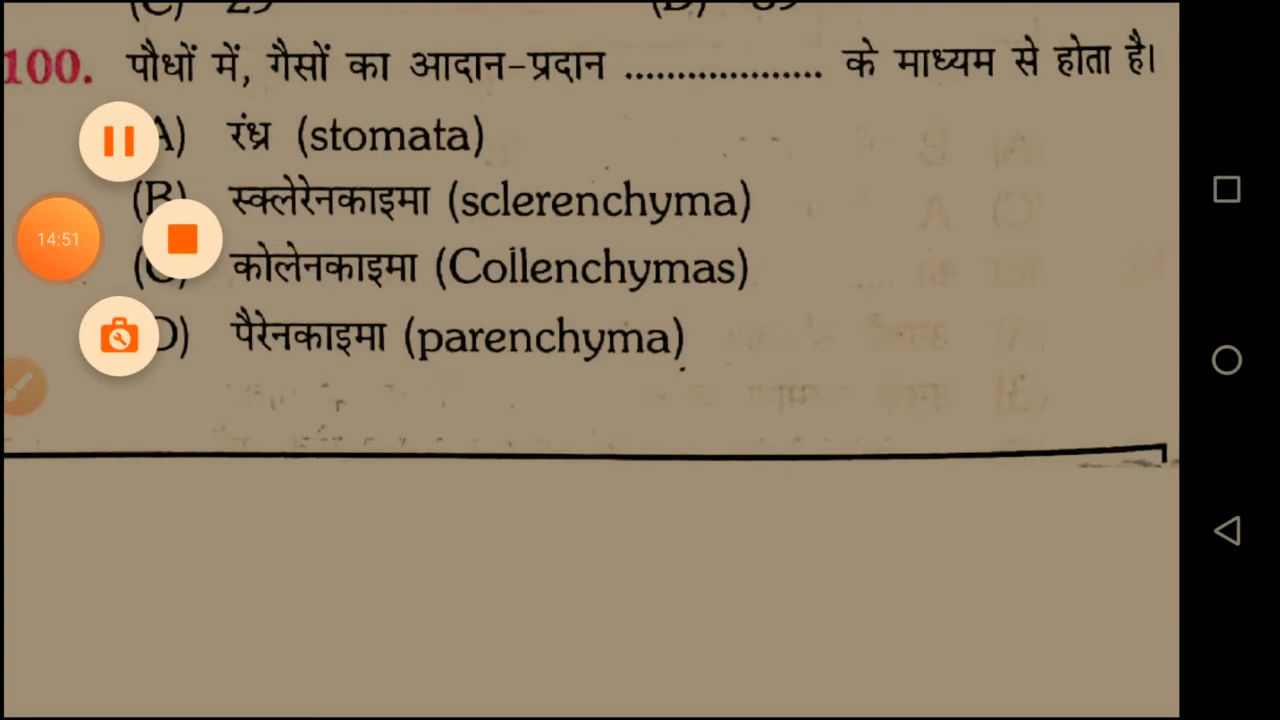 100. पौधों में, गैसों का आदान-प्रदान ................... के माध्यम से होता है।
A) रंध्र (stomata)
(B) स्क्लेरेनकाइमा (sclerenchyma)
(C) कोलेनकाइमा (Collenchymas)
D) पैरेनकाइमा (parenchyma)
14:51